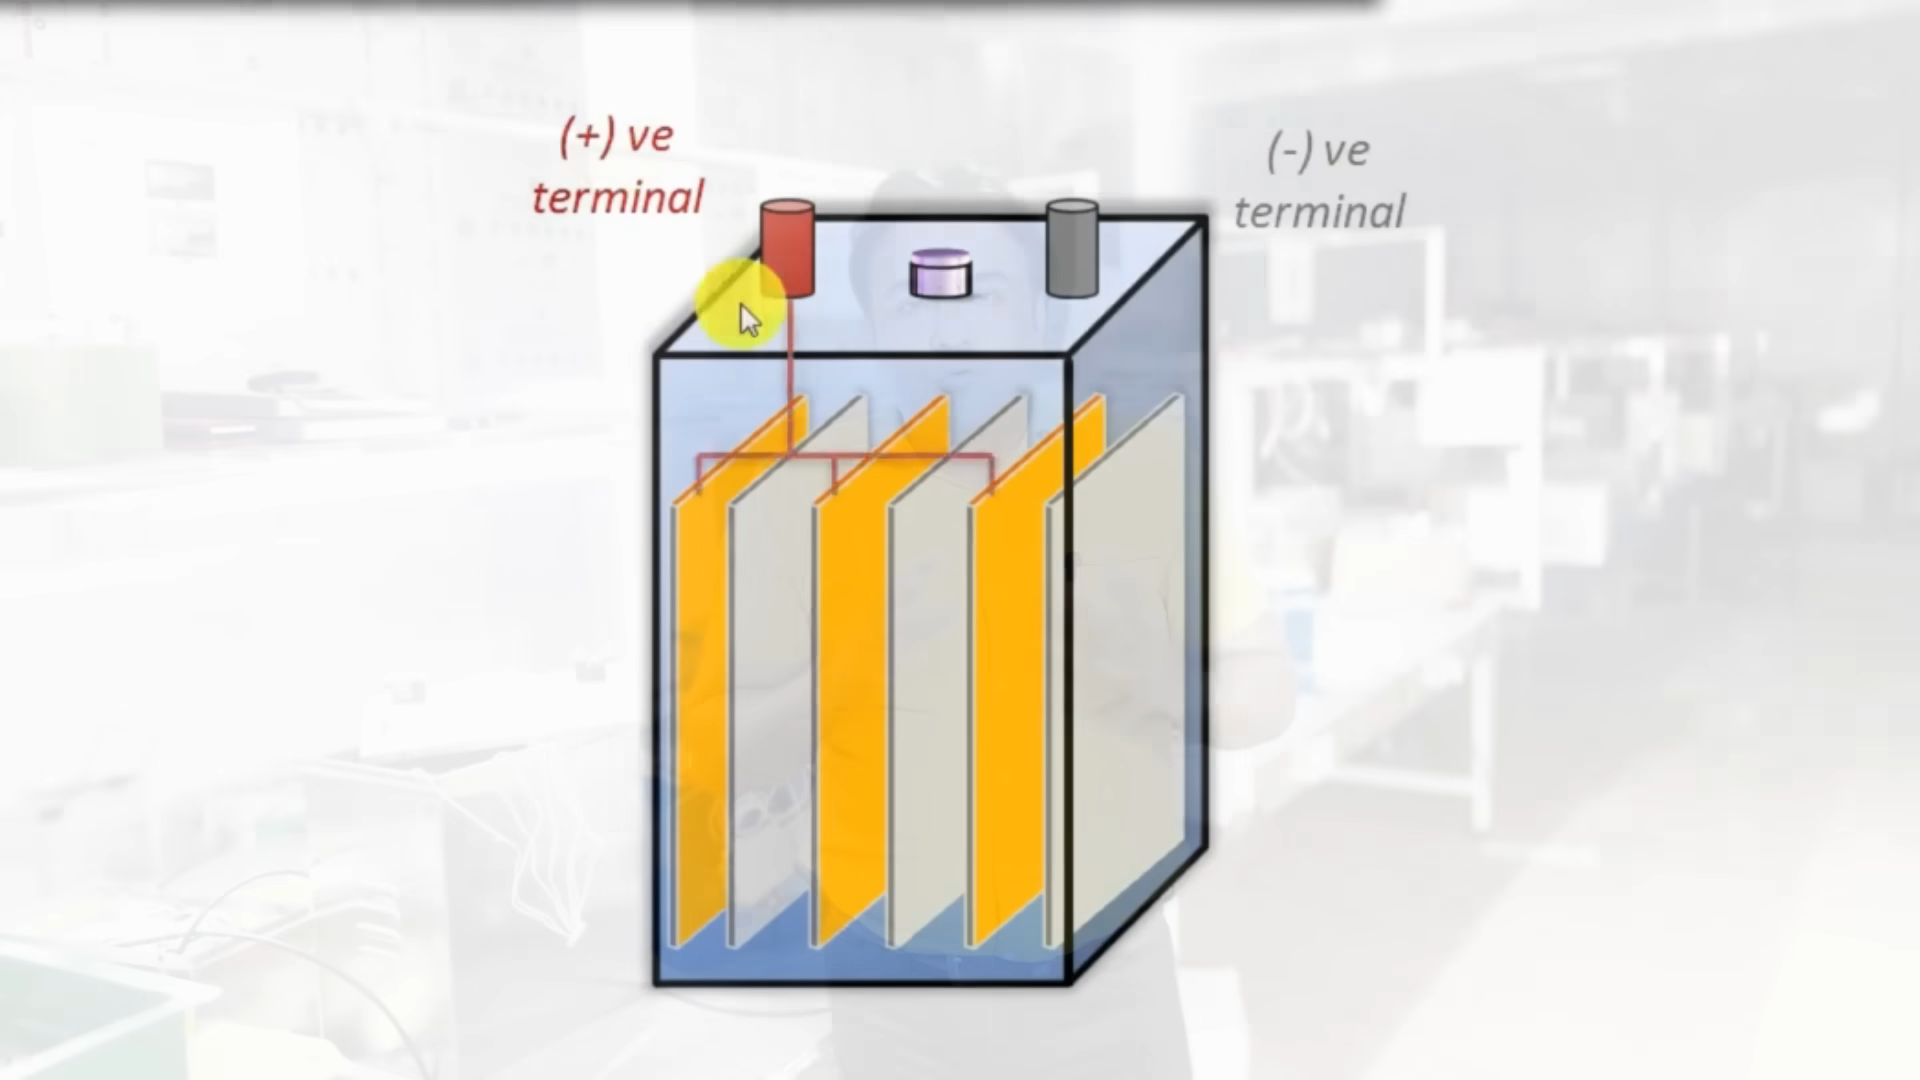 (+) ve
terminal
(-) ve
terminal